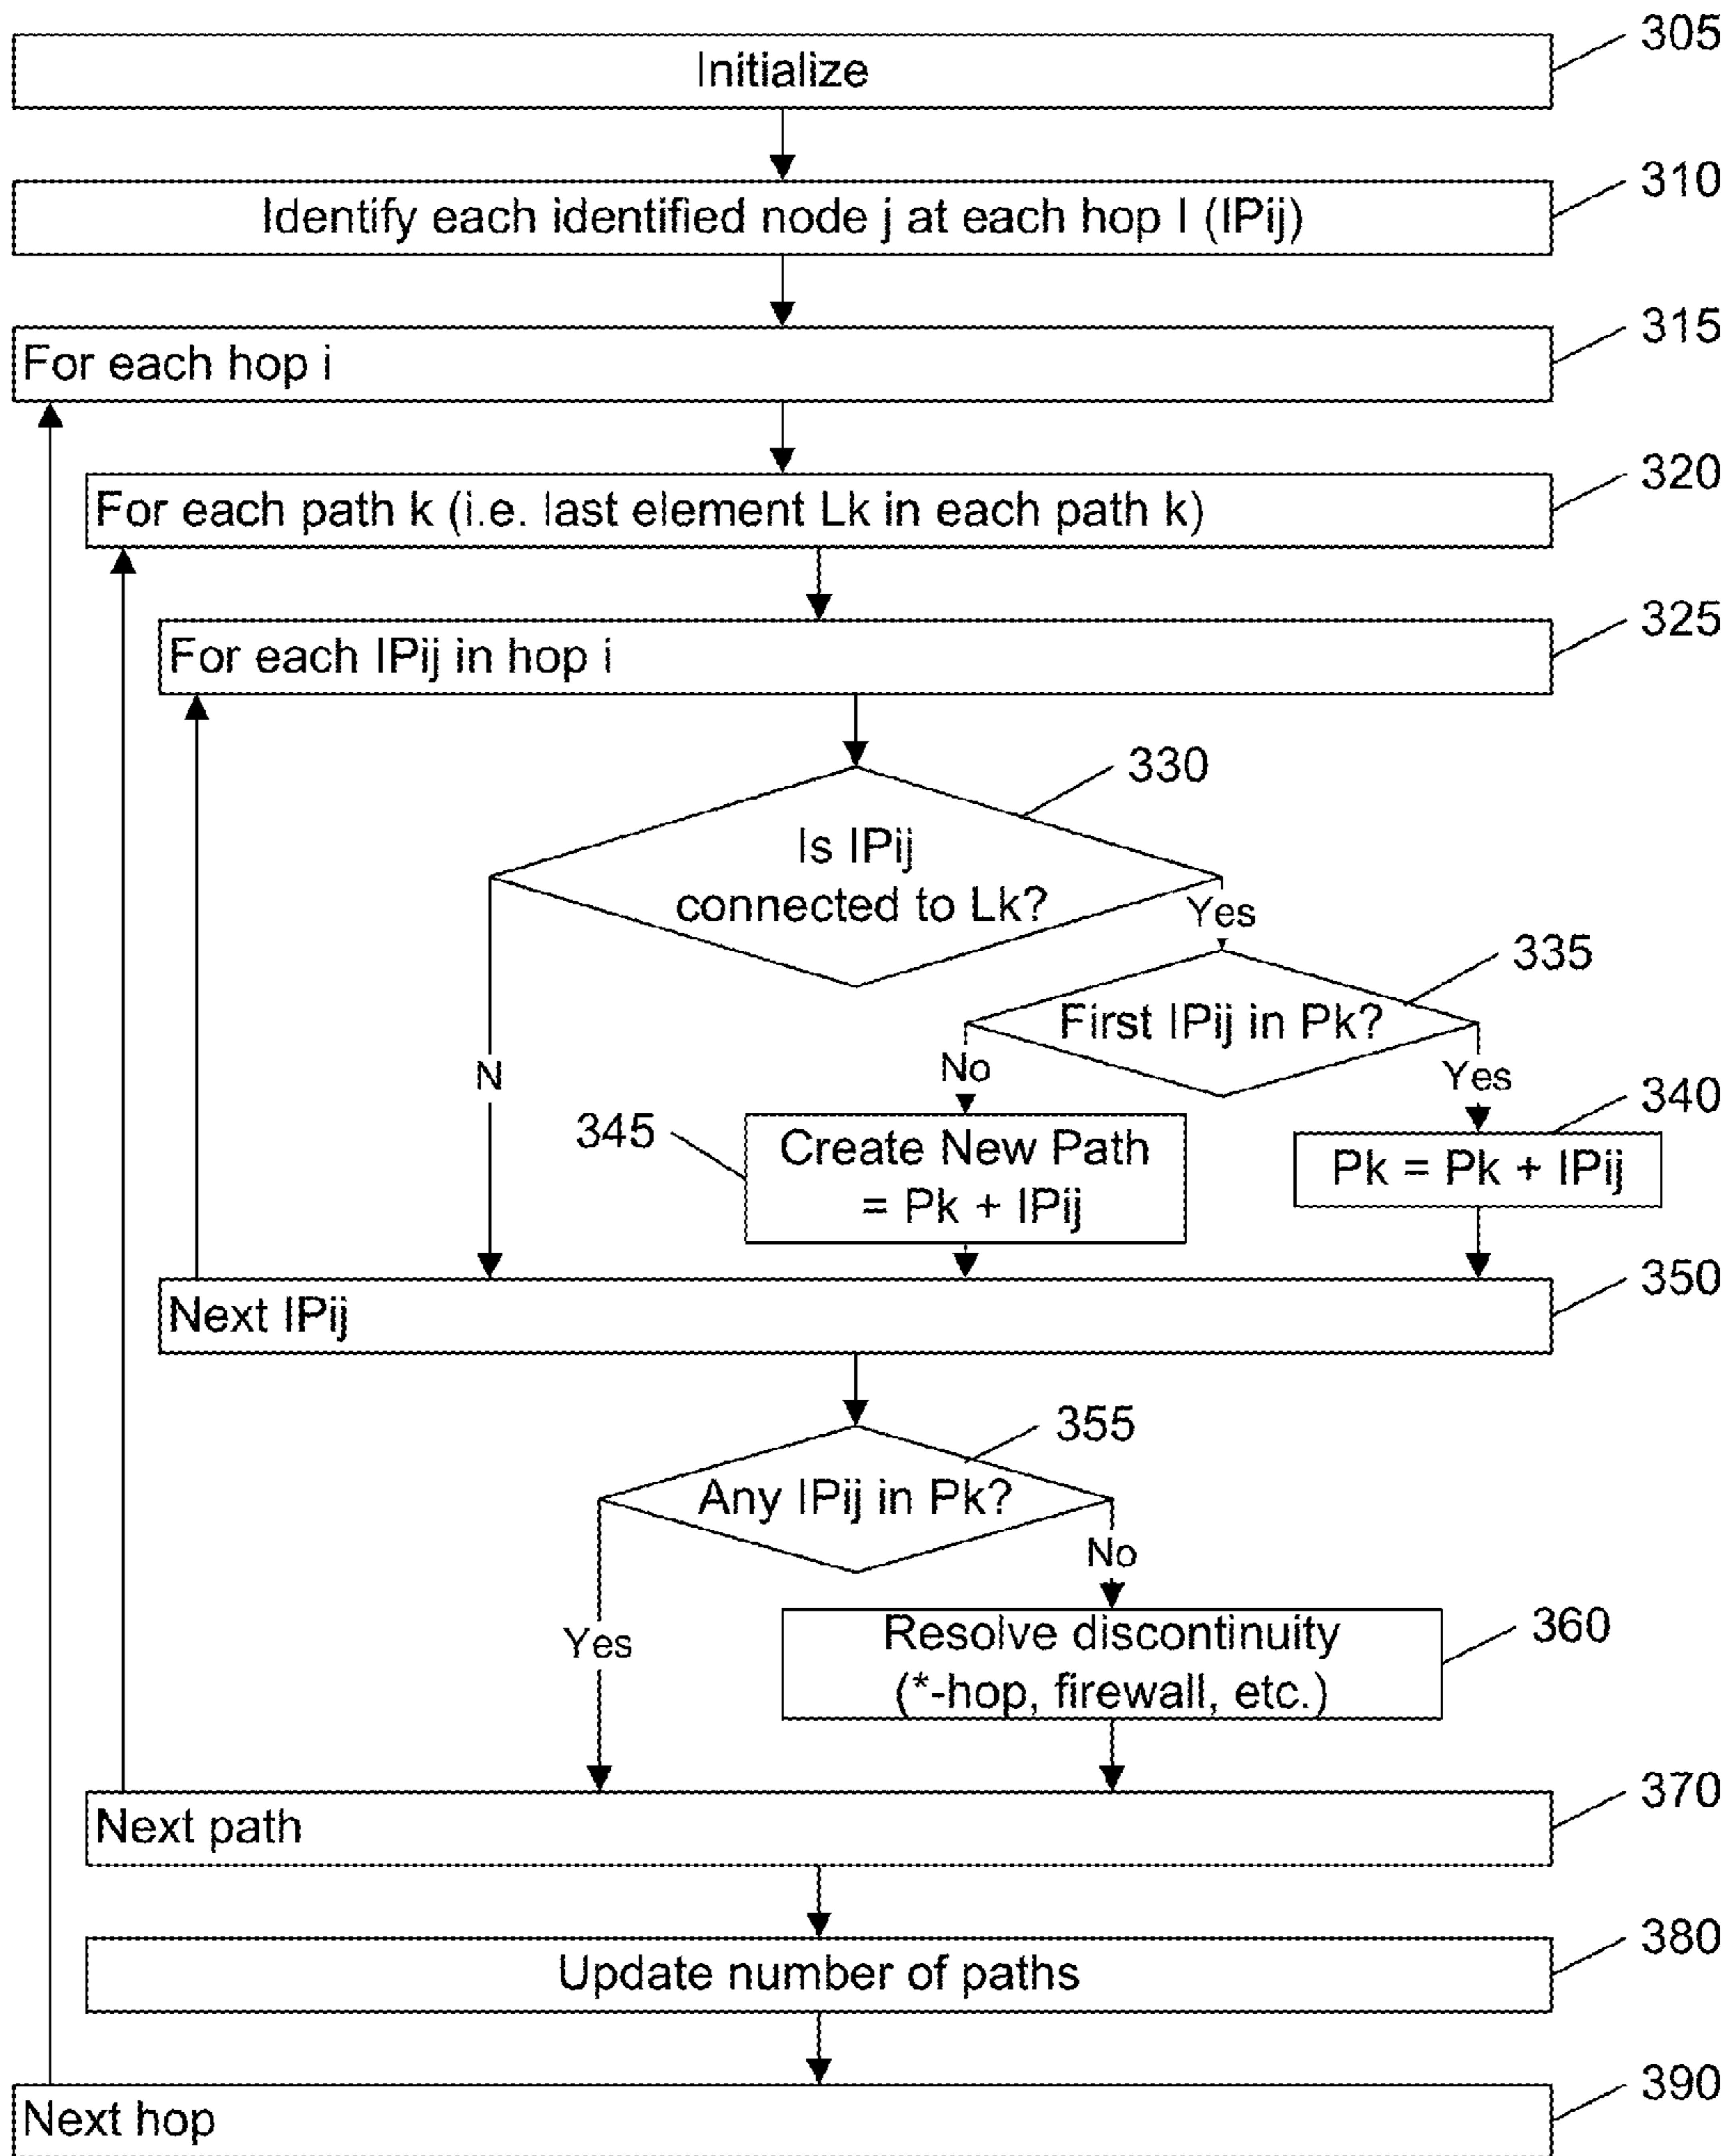 305
Initialize
310
Identify each identified node j at each hop I (IPij)
315
For each hop i
320
For each path k (i.e. last element Lk in each path k)
325
For each IPij in hop i
330
Is IPij
connected to Lk?
Yes
335
First IPij in Pk?
N
No
Yes
340
345
Create New Path
= Pk + IPij
Pk = Pk + IPij
350
Next IPij
355
Any IPij in Pk?
No
Yes
Resolve discontinuity
(*-hop, firewall, etc.)
360
370
Next path
380
Update number of paths
390
Next hop